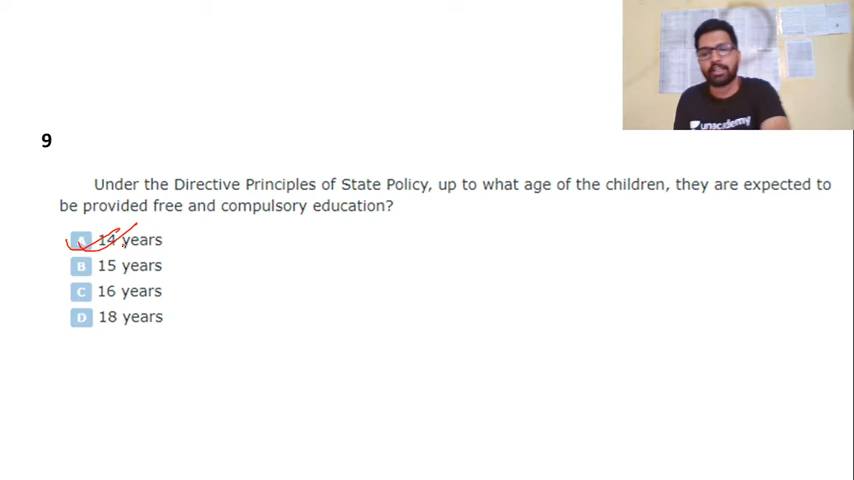 unacademy
9
Under the Directive Principles of State Policy, up to what age of the children, they are expected to
be provided free and compulsory education?
A 14 years
B 15 years
C 16 years
D 18 years